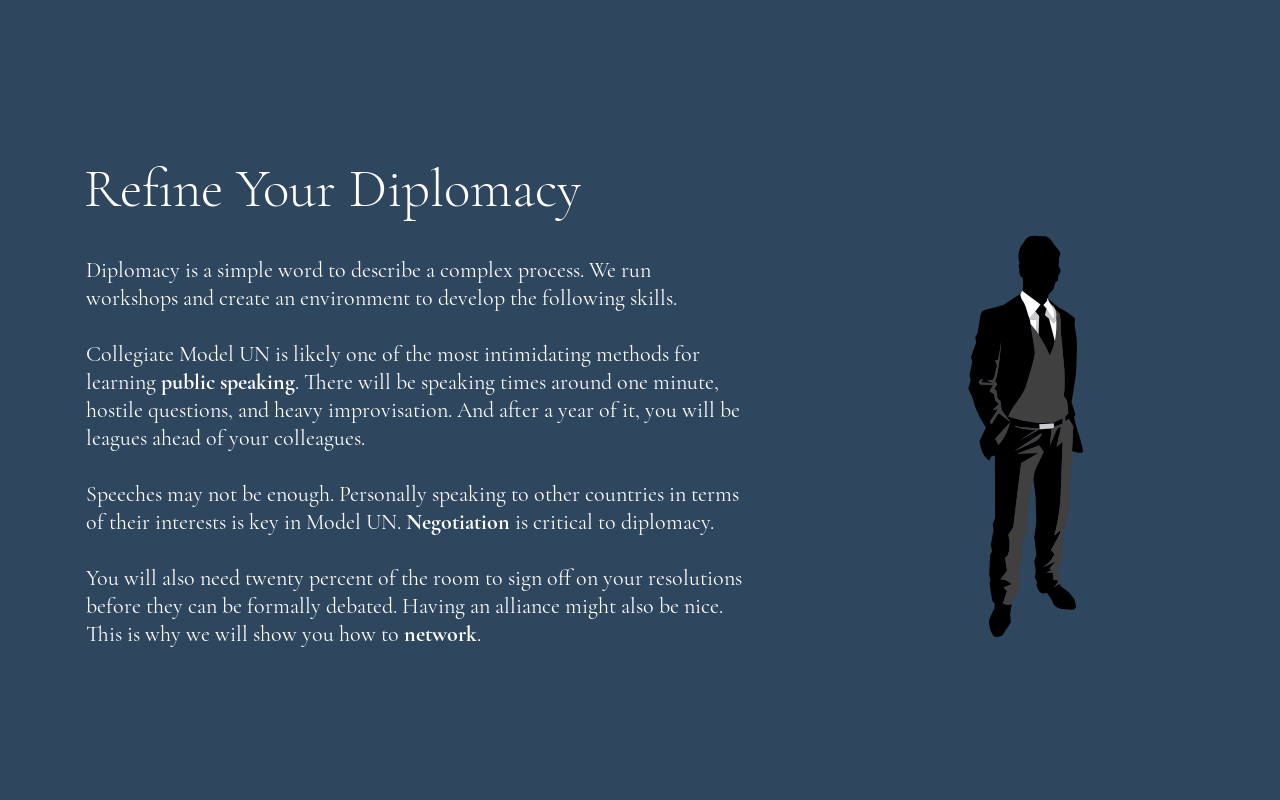 Refine Your Diplomacy
Diplomacy is a simple word to describe a complex process. We run
workshops and create an environment to develop the following skills.
Collegiate Model UN is likely one of the most intimidating methods for
learning public speaking. There will be speaking times around one minute,
hostile questions, and heavy improvisation. And after a year of it, you will be
leagues ahead of your colleagues.
Speeches may not be enough. Personally speaking to other countries in terms
of their interests is key in Model UN. Negotiation is critical to diplomacy.
You will also need twenty percent of the room to sign off on your resolutions
before they can be formally debated. Having an alliance might also be nice.
This is why we will show you how to network.